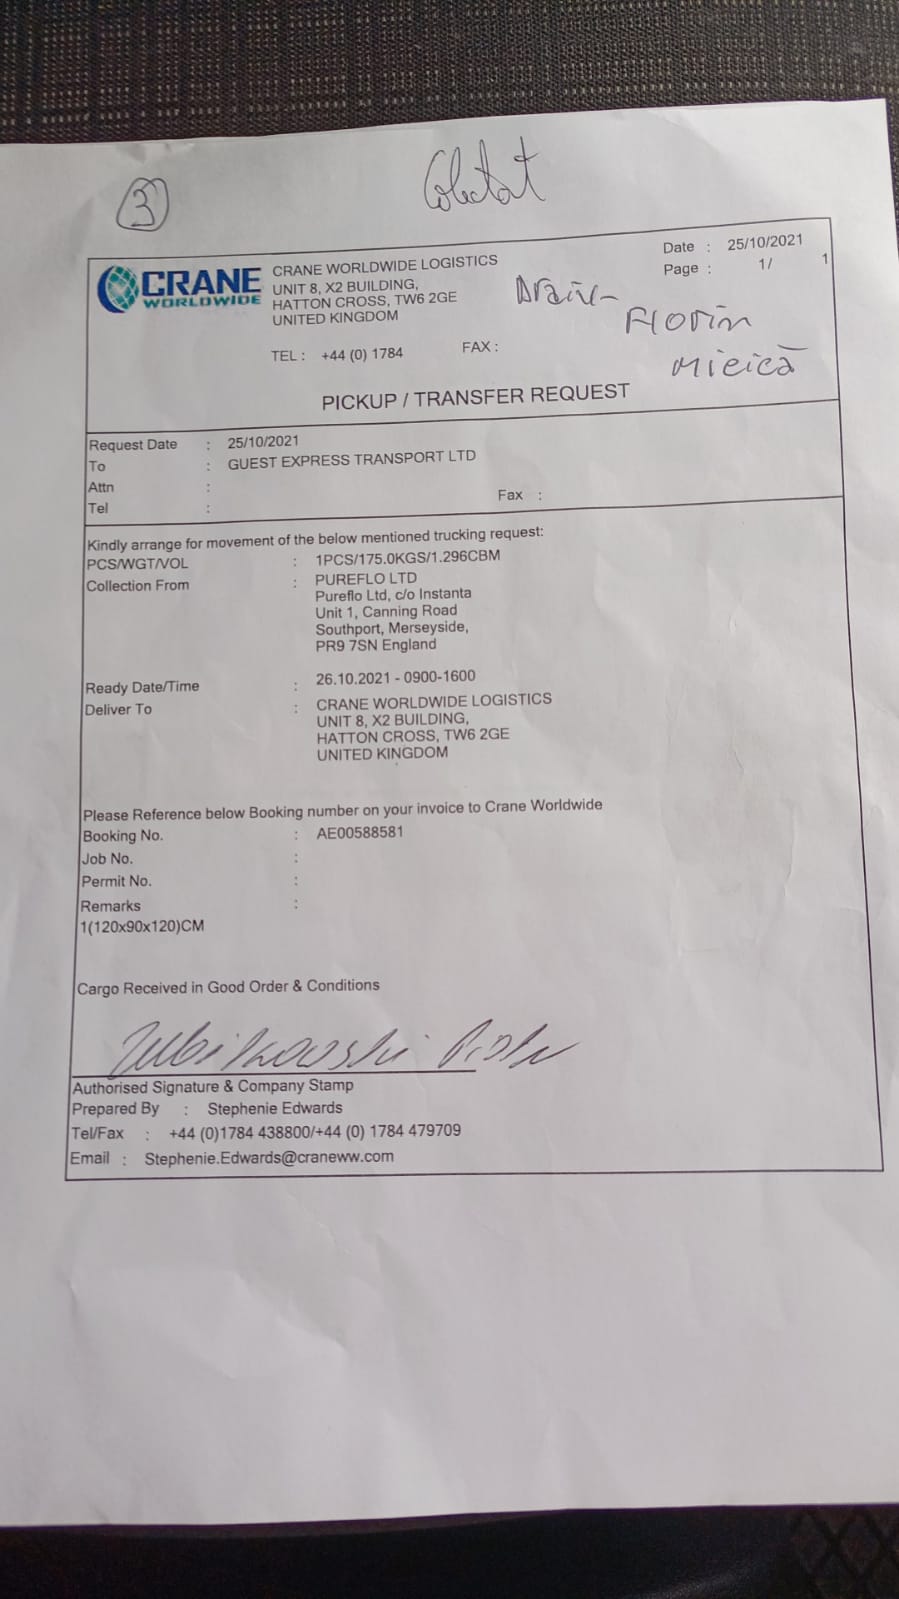 3
Colectat
CRANE
WORLDWIDE
CRANE WORLDWIDE LOGISTICS
UNIT 8, X2 BUILDING,
HATTON CROSS, TW6 2GE
UNITED KINGDOM
TEL : +44 (0) 1784 FAX :
Date : 25/10/2021
Page : 1/ 1
Florin
Mieică
PICKUP / TRANSFER REQUEST
Request Date : 25/10/2021
To : GUEST EXPRESS TRANSPORT LTD
Attn :
Tel : Fax :
Kindly arrange for movement of the below mentioned trucking request:
PCS/WGT/VOL : 1PCS/175.0KGS/1.296CBM
Collection From : PUREFLO LTD
Pureflo Ltd, c/o Instanta
Unit 1, Canning Road
Southport, Merseyside,
PR9 7SN England
Ready Date/Time : 26.10.2021 - 0900-1600
Deliver To : CRANE WORLDWIDE LOGISTICS
UNIT 8, X2 BUILDING,
HATTON CROSS, TW6 2GE
UNITED KINGDOM
Please Reference below Booking number on your invoice to Crane Worldwide
Booking No. : AE00588581
Job No. :
Permit No. :
Remarks :
1(120x90x120)CM
Cargo Received in Good Order & Conditions
Authorised Signature & Company Stamp
Prepared By : Stephenie Edwards
Tel/Fax : +44 (0)1784 438800/+44 (0) 1784 479709
Email : Stephenie.Edwards@craneww.com